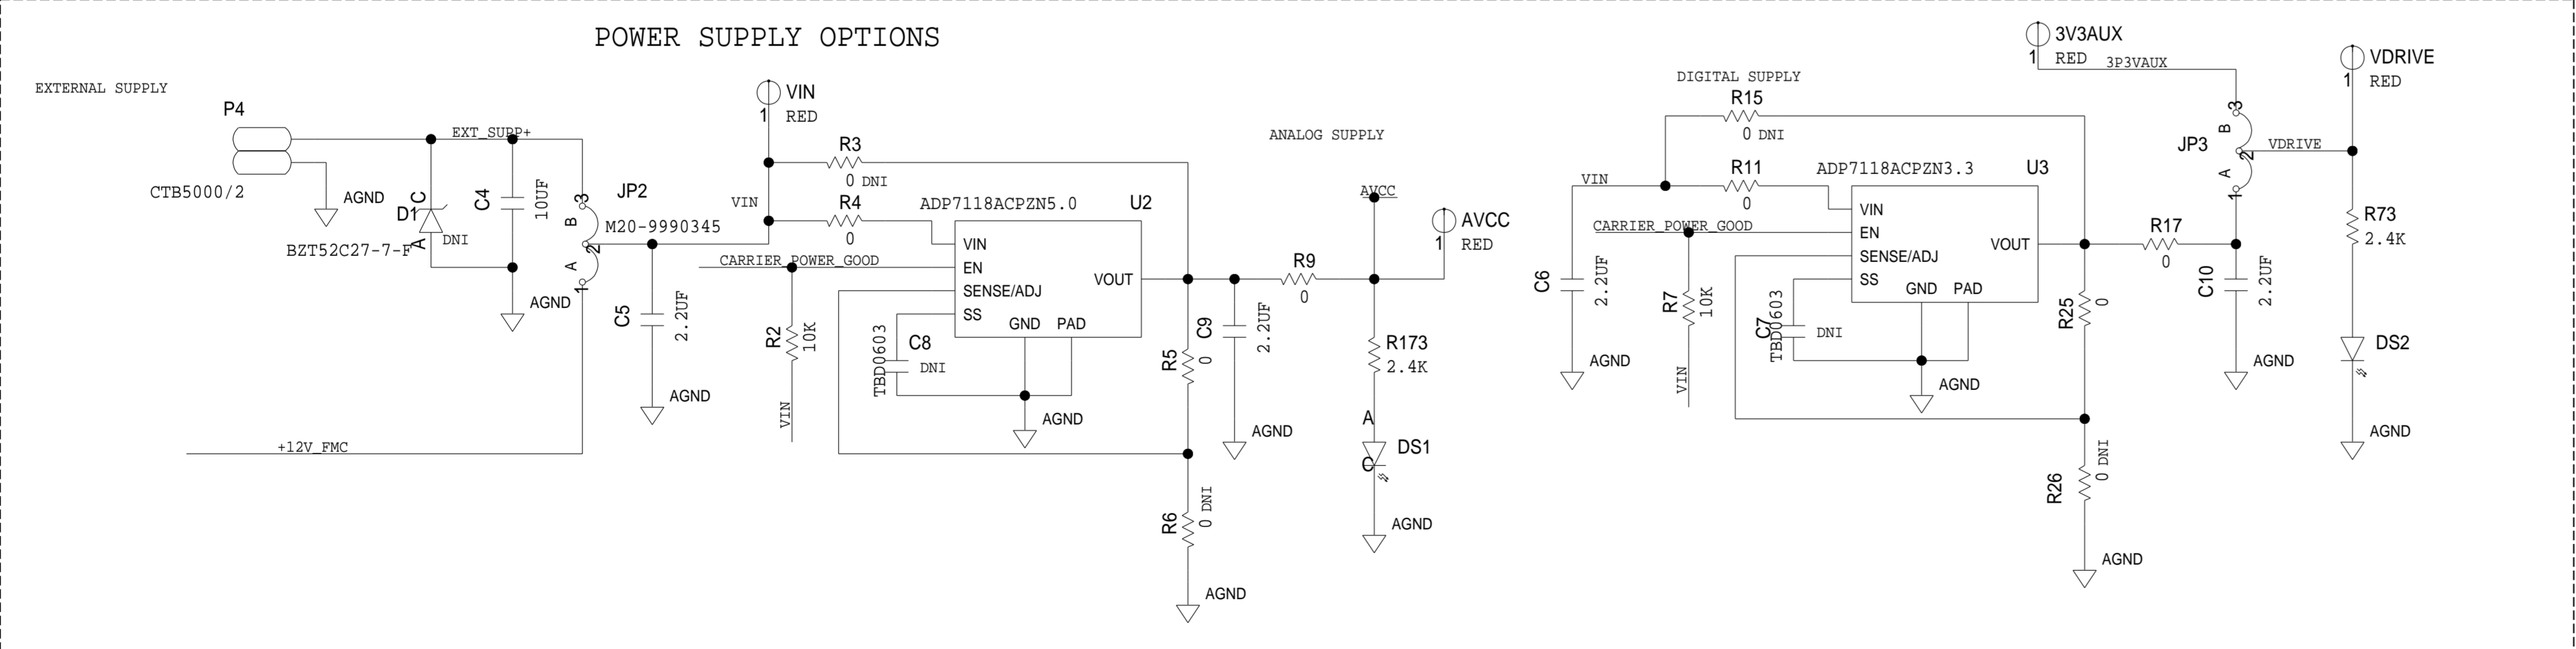 POWER SUPPLY OPTIONS
EXTERNAL SUPPLY
P4
CTB5000/2
AGND
EXT_SUPP+
D1
C
A
DNI
BZT52C27-7-F
C4
10UF
AGND
JP2
M20-9990345
3
B
2
A
1
+12V_FMC
C5
2.2UF
AGND
VIN
1
RED
VIN
R3
0 DNI
R4
0
CARRIER_POWER_GOOD
R2
10K
VIN
ADP7118ACPZN5.0
U2
VIN
EN
SENSE/ADJ
SS
VOUT
GND
PAD
TBD0603
C8
DNI
AGND
R5
0
R6
0 DNI
AGND
C9
2.2UF
AGND
R9
0
ANALOG SUPPLY
AVCC
AVCC
1
RED
R173
2.4K
A
C
DS1
AGND
DIGITAL SUPPLY
R15
0 DNI
R11
0
VIN
CARRIER_POWER_GOOD
C6
2.2UF
AGND
R7
10K
VIN
ADP7118ACPZN3.3
U3
VIN
EN
SENSE/ADJ
SS
VOUT
GND
PAD
C7
TBD0603
DNI
AGND
R25
0
R26
0 DNI
AGND
R17
0
C10
2.2UF
AGND
3V3AUX
1
RED
3P3VAUX
JP3
3
B
2
A
1
VDRIVE
VDRIVE
1
RED
R73
2.4K
DS2
AGND